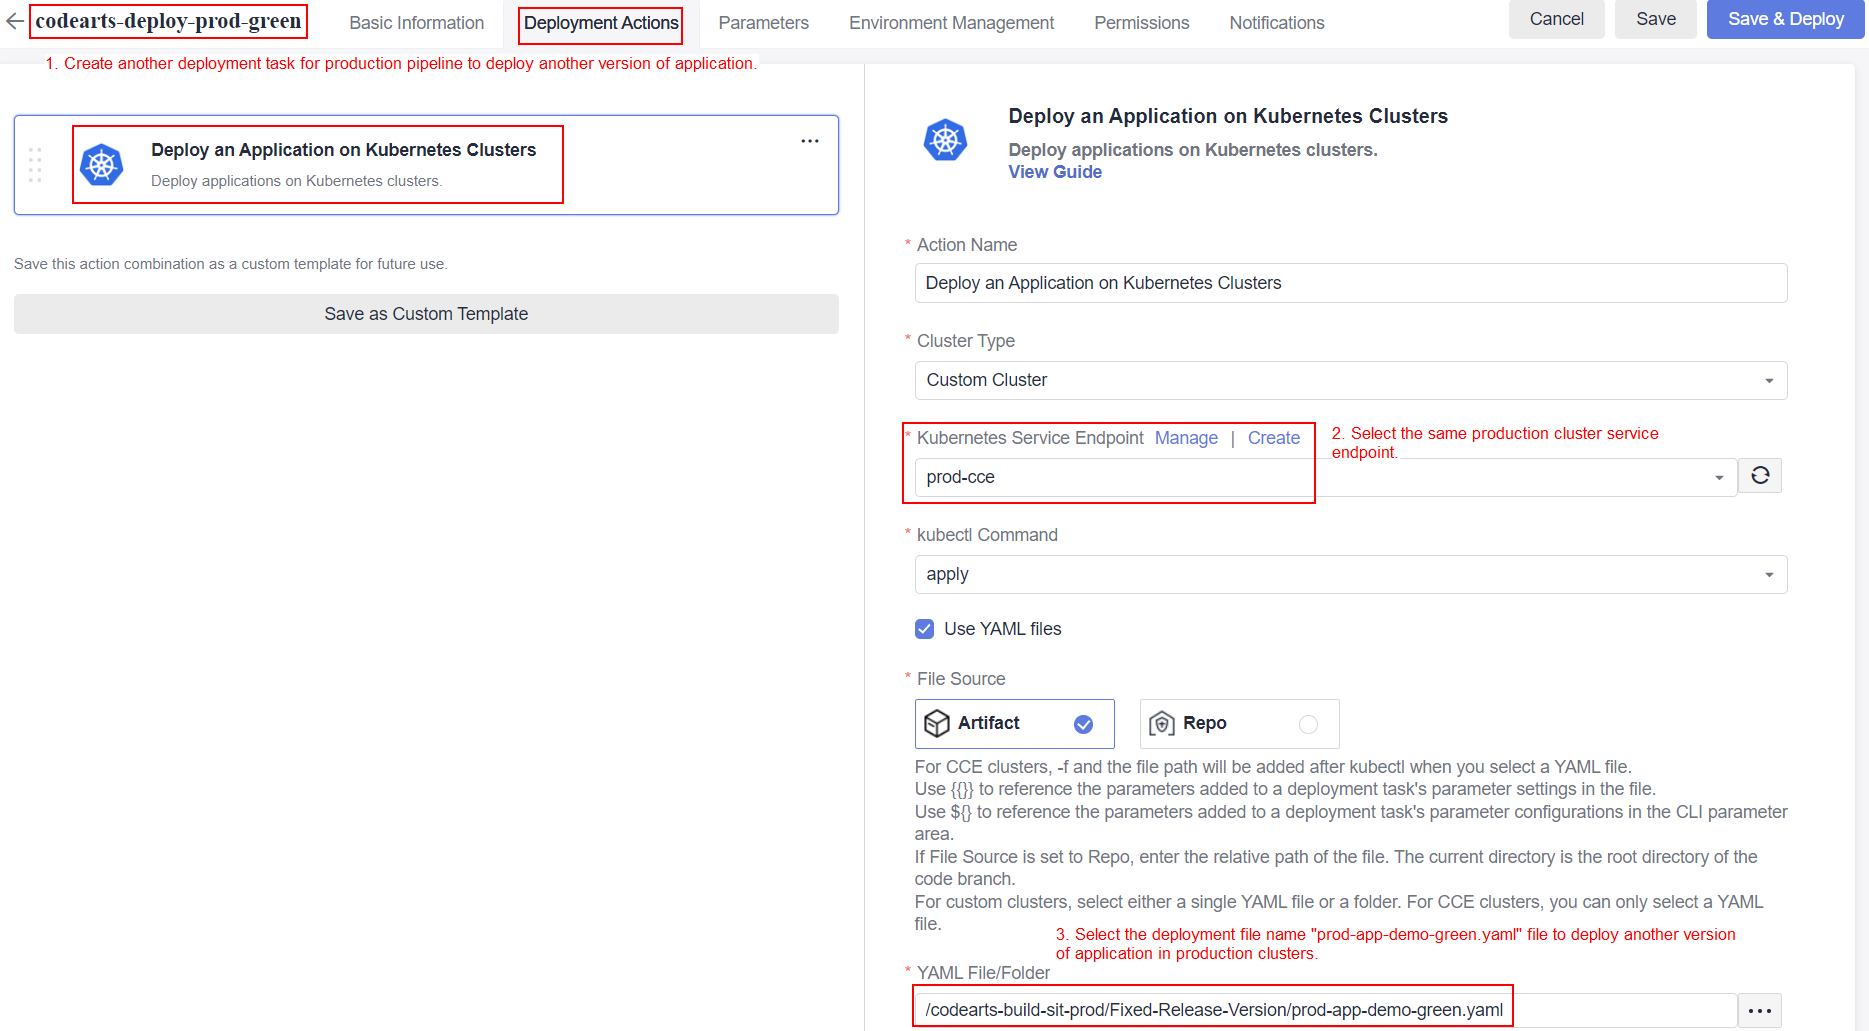 codearts-deploy-prod-green
Basic Information
Deployment Actions
Parameters
Environment Management
Permissions
Notifications
Cancel
Save
Save & Deploy
1. Create another deployment task for production pipeline to deploy another version of application.
Deploy an Application on Kubernetes Clusters
Deploy applications on Kubernetes clusters.
Save this action combination as a custom template for future use.
Save as Custom Template
Deploy an Application on Kubernetes Clusters
Deploy applications on Kubernetes clusters.
View Guide
* Action Name
Deploy an Application on Kubernetes Clusters
* Cluster Type
Custom Cluster
* Kubernetes Service Endpoint Manage | Create
2. Select the same production cluster service
endpoint.
prod-cce
* kubectl Command
apply
Use YAML files
* File Source
Artifact
Repo
For CCE clusters, -f and the file path will be added after kubectl when you select a YAML file.
Use {{}} to reference the parameters added to a deployment task's parameter settings in the file.
Use ${} to reference the parameters added to a deployment task's parameter configurations in the CLI parameter
area.
If File Source is set to Repo, enter the relative path of the file. The current directory is the root directory of the
code branch.
For custom clusters, select either a single YAML file or a folder. For CCE clusters, you can only select a YAML
file.
3. Select the deployment file name "prod-app-demo-green.yaml" file to deploy another version
of application in production clusters.
* YAML File/Folder
/codearts-build-sit-prod/Fixed-Release-Version/prod-app-demo-green.yaml